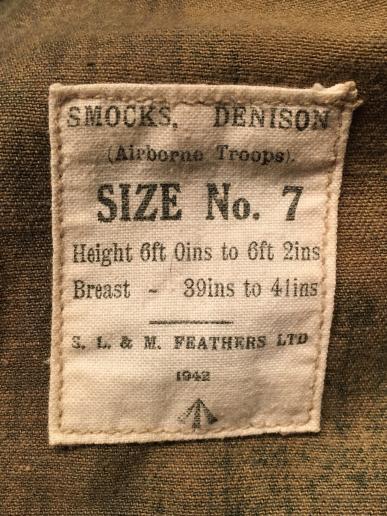 SMOCKS, DENISON
(Airborne Troops).
SIZE No. 7
Height 6ft 0ins to 6ft 2ins
Breast - 39ins to 41ins
S. L. & M. FEATHERS LTD
1942